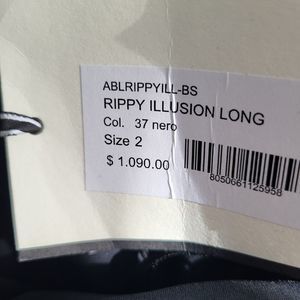 ABLRIPPYILL-BS
RIPPY ILLUSION LONG
Col. 37 nero
Size 2
$ 1.090.00
8050661125958